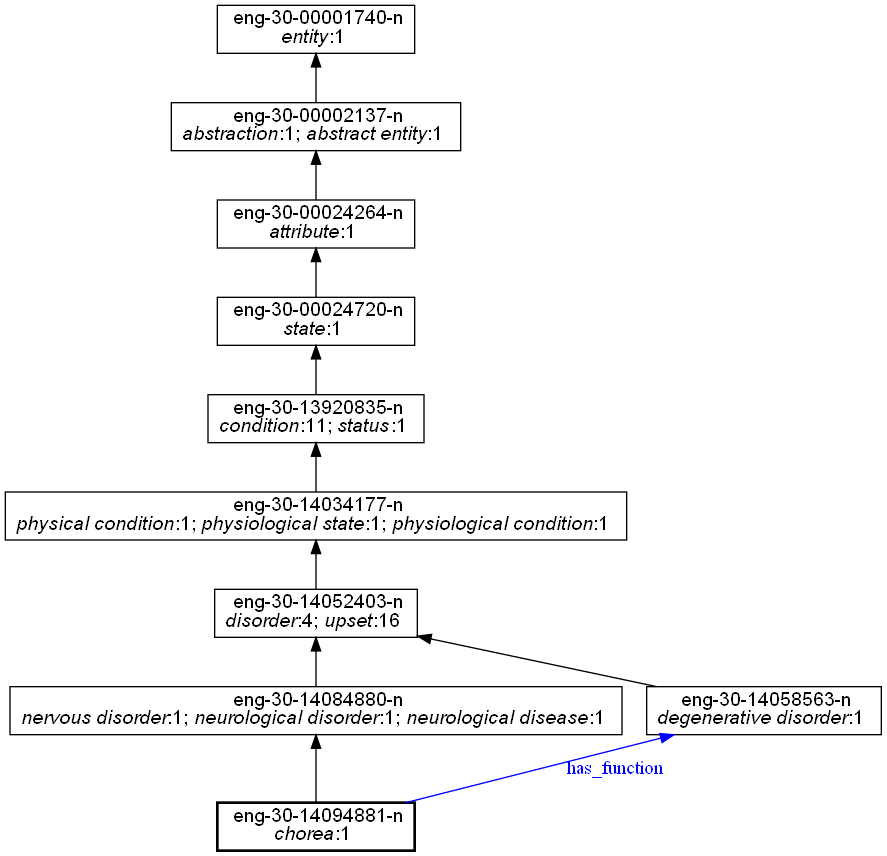 eng-30-00001740-n
entity:1
eng-30-00002137-n
abstraction:1; abstract entity:1
eng-30-00024264-n
attribute:1
eng-30-00024720-n
state:1
eng-30-13920835-n
condition:11; status:1
eng-30-14034177-n
physical condition:1; physiological state:1; physiological condition:1
eng-30-14052403-n
disorder:4; upset:16
eng-30-14084880-n
nervous disorder:1; neurological disorder:1; neurological disease:1
eng-30-14058563-n
degenerative disorder:1
has_function
eng-30-14094881-n
chorea:1